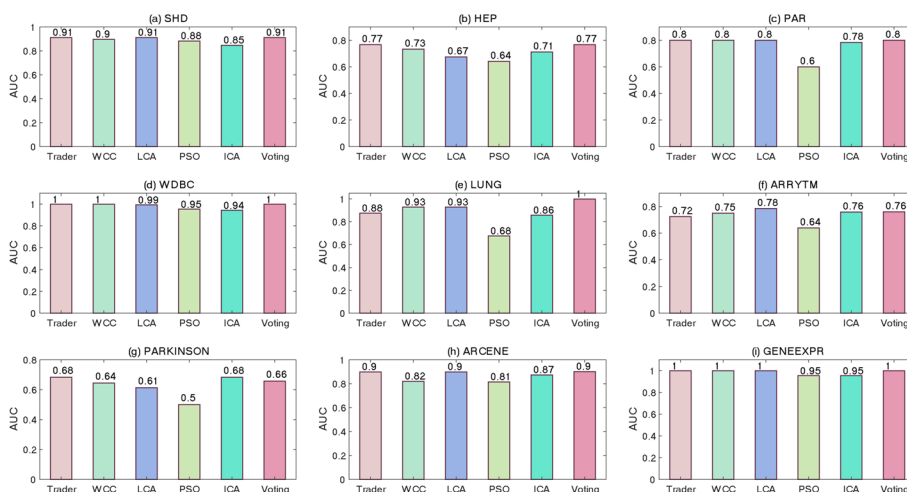 (a) SHD
AUC
1
0.8
0.6
0.4
0.2
0
0.91 0.9 0.91 0.88 0.85 0.91
Trader WCC LCA PSO ICA Voting
(b) HEP
AUC
0.8
0.6
0.4
0.2
0
0.77 0.73 0.67 0.64 0.71 0.77
Trader WCC LCA PSO ICA Voting
(c) PAR
AUC
0.8
0.6
0.4
0.2
0
0.8 0.8 0.8 0.6 0.78 0.8
Trader WCC LCA PSO ICA Voting
(d) WDBC
AUC
1
0.8
0.6
0.4
0.2
0
1 1 0.99 0.95 0.94 1
Trader WCC LCA PSO ICA Voting
(e) LUNG
AUC
1
0.8
0.6
0.4
0.2
0
0.88 0.93 0.93 0.68 0.86 1
Trader WCC LCA PSO ICA Voting
(f) ARRYTM
AUC
0.8
0.6
0.4
0.2
0
0.72 0.75 0.78 0.64 0.76 0.76
Trader WCC LCA PSO ICA Voting
(g) PARKINSON
AUC
0.8
0.6
0.4
0.2
0
0.68 0.64 0.61 0.5 0.68 0.66
Trader WCC LCA PSO ICA Voting
(h) ARCENE
AUC
1
0.8
0.6
0.4
0.2
0
0.9 0.82 0.9 0.81 0.87 0.9
Trader WCC LCA PSO ICA Voting
(i) GENEEXPR
AUC
1
0.8
0.6
0.4
0.2
0
1 1 1 0.95 0.95 1
Trader WCC LCA PSO ICA Voting